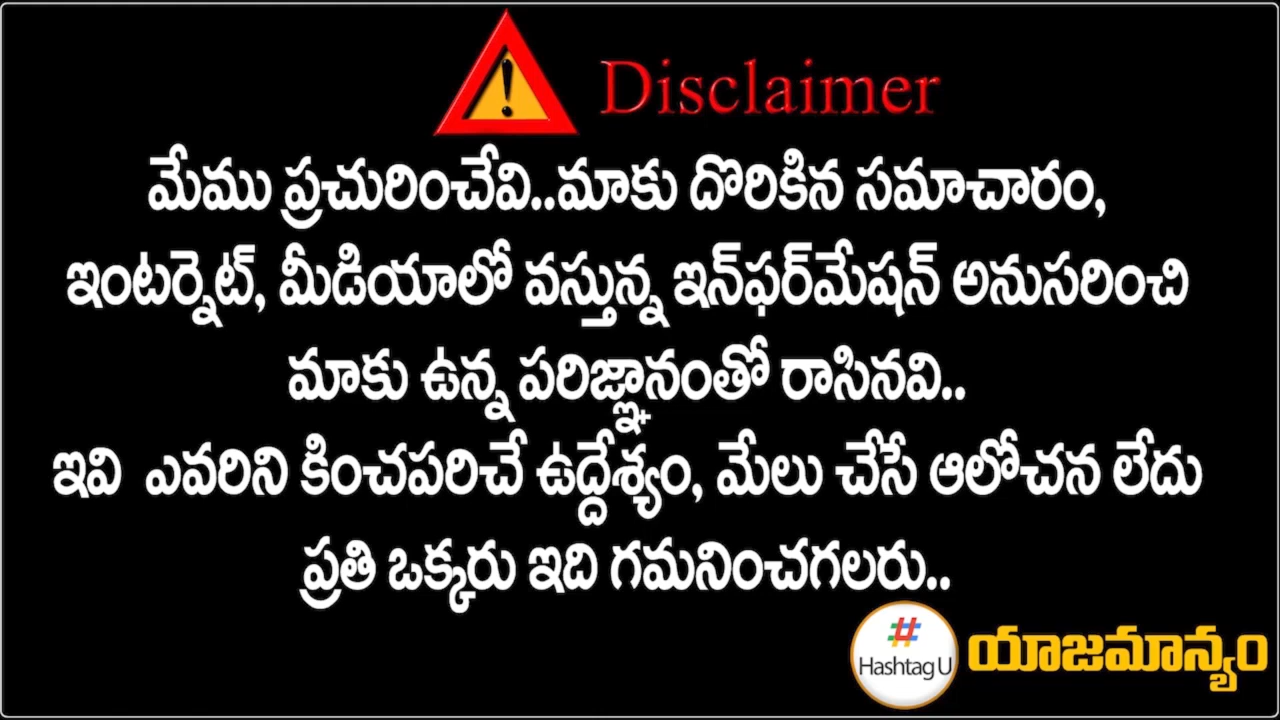 Disclaimer
మేము ప్రచురించేవి..మాకు దొరికిన సమాచారం,
ఇంటర్నెట్, మీడియాలో వస్తున్న ఇన్ఫర్మేషన్ అనుసరించి
మాకు ఉన్న పరిజ్ఞానంతో రాసినవి..
ఇవి ఎవరిని కించపరిచే ఉద్దేశ్యం, మేలు చేసే ఆలోచన లేదు
ప్రతి ఒక్కరు ఇది గమనించగలరు..
#
Hashtag U
యాజమాన్యం